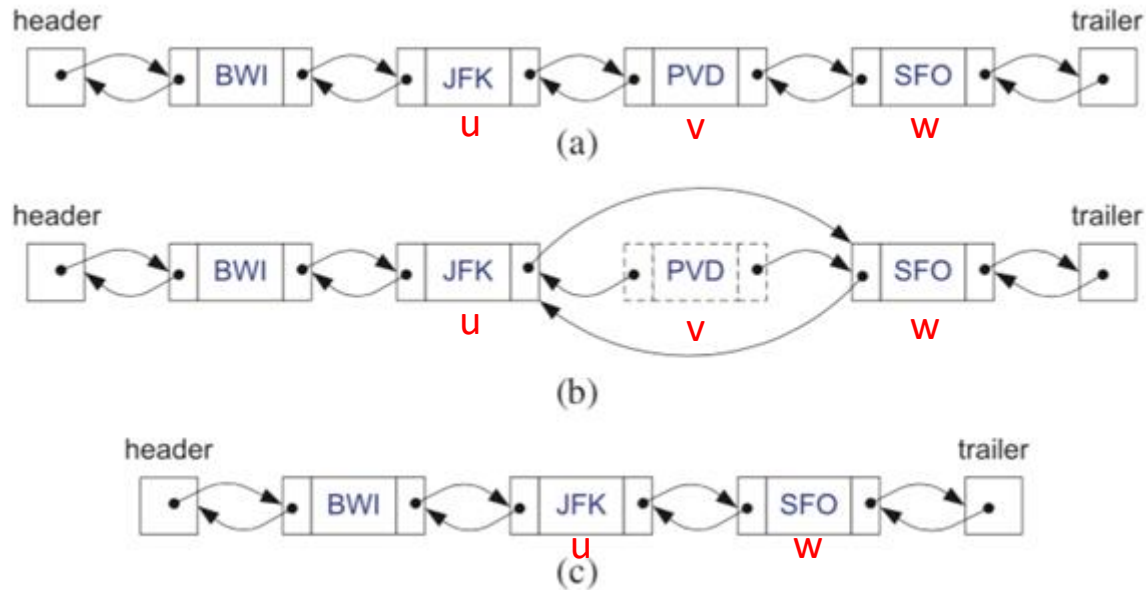 header trailer
BWI JFK PVD SFO
u v w
(a)
header trailer
BWI JFK PVD SFO
u v w
(b)
header trailer
BWI JFK SFO
u w
(c)